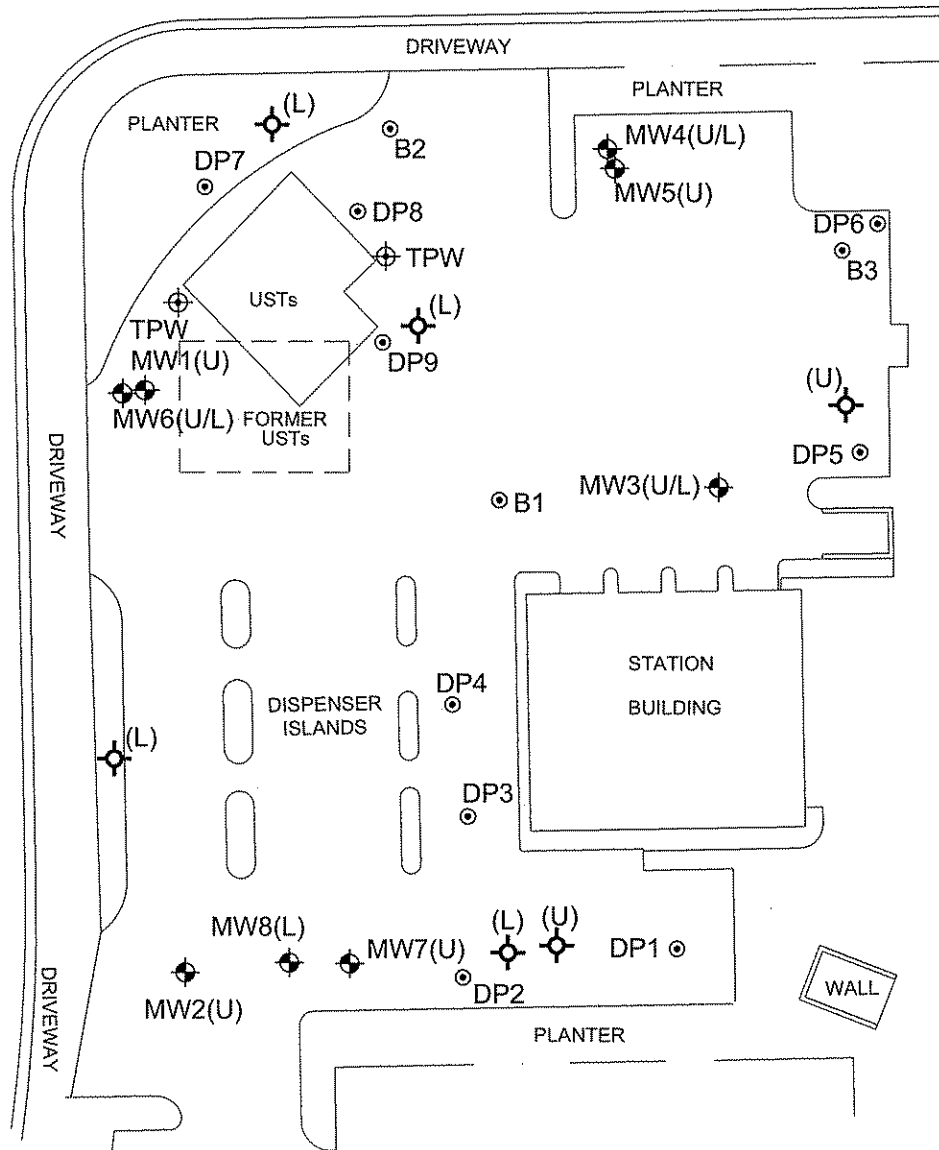 DRIVEWAY
PLANTER
(L)
PLANTER
MW4(U/L)
B2
DP7
MW5(U)
DP8
DP6
TPW
B3
USTs
(L)
TPW
DP9
MW1(U)
(U)
MW6(U/L)
FORMER
USTs
DRIVEWAY
DP5
MW3(U/L)
B1
STATION
BUILDING
DP4
DISPENSER
ISLANDS
(L)
DP3
MW8(L)
MW7(U)
(L)
(U)
DP1
DP2
MW2(U)
DRIVEWAY
WALL
PLANTER